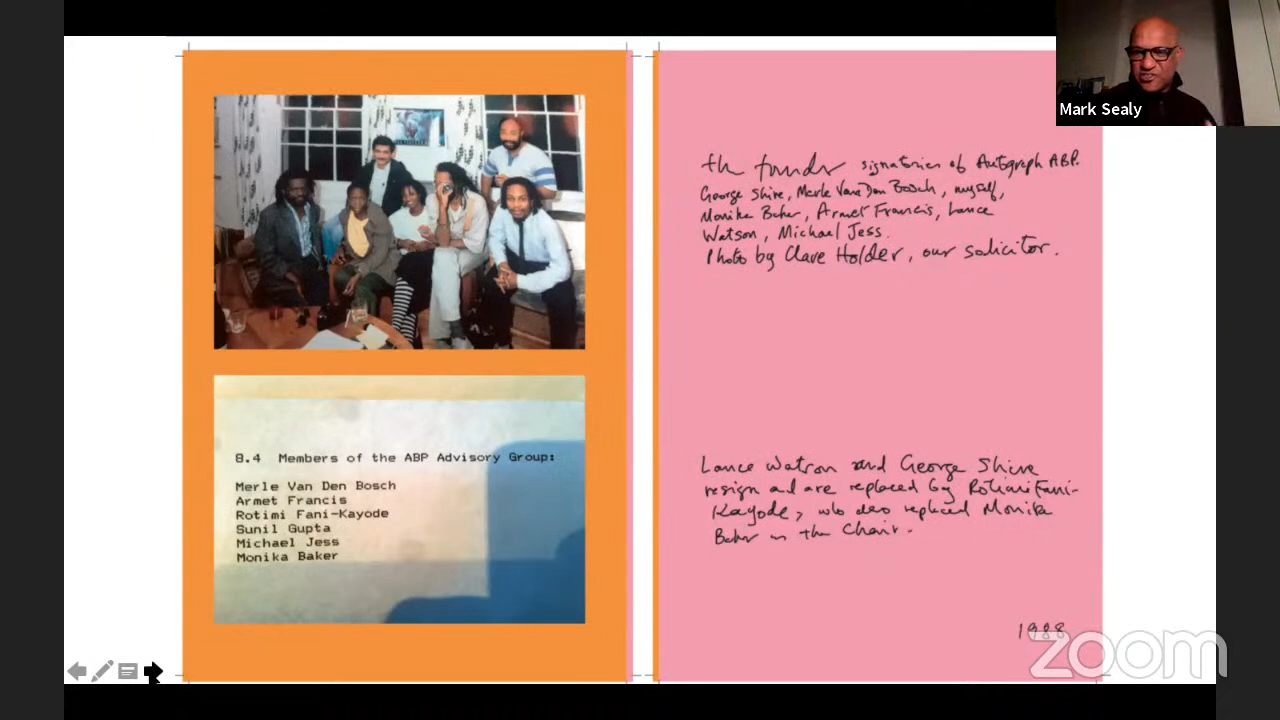 Mark Sealy
the founder signatories of Autograph ABP.
George Shire, Merle Vane Den Bosch, myself,
Monika Baker, Armet Francis, Lance
Watson, Michael Jess.
Photo by Clave Holder, our solicitor.
8.4 Members of the ABP Advisory Group:
Merle Van Den Bosch
Armet Francis
Rotimi Fani-Kayode
Sunil Gupta
Michael Jess
Monika Baker
Lance Watson and George Shire
resign and are replaced by Rotimi Fani-
Kayode, who also replaced Monika
Baker in the Chair.
1988
zoom